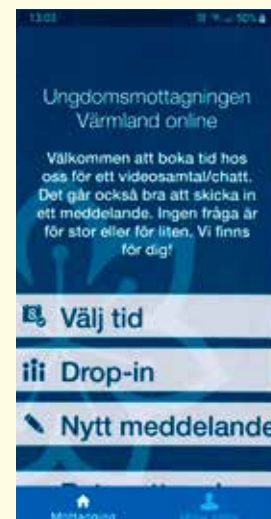 13:03
50%
Ungdomsmottagningen
Värmland online
Välkommen att boka tid hos
oss för ett videosamtal/chatt.
Det går också bra att skicka in
ett meddelande. Ingen fråga är
för stor eller för liten. Vi finns
för dig!
Välj tid
Drop-in
Nytt meddelande
Mottagning